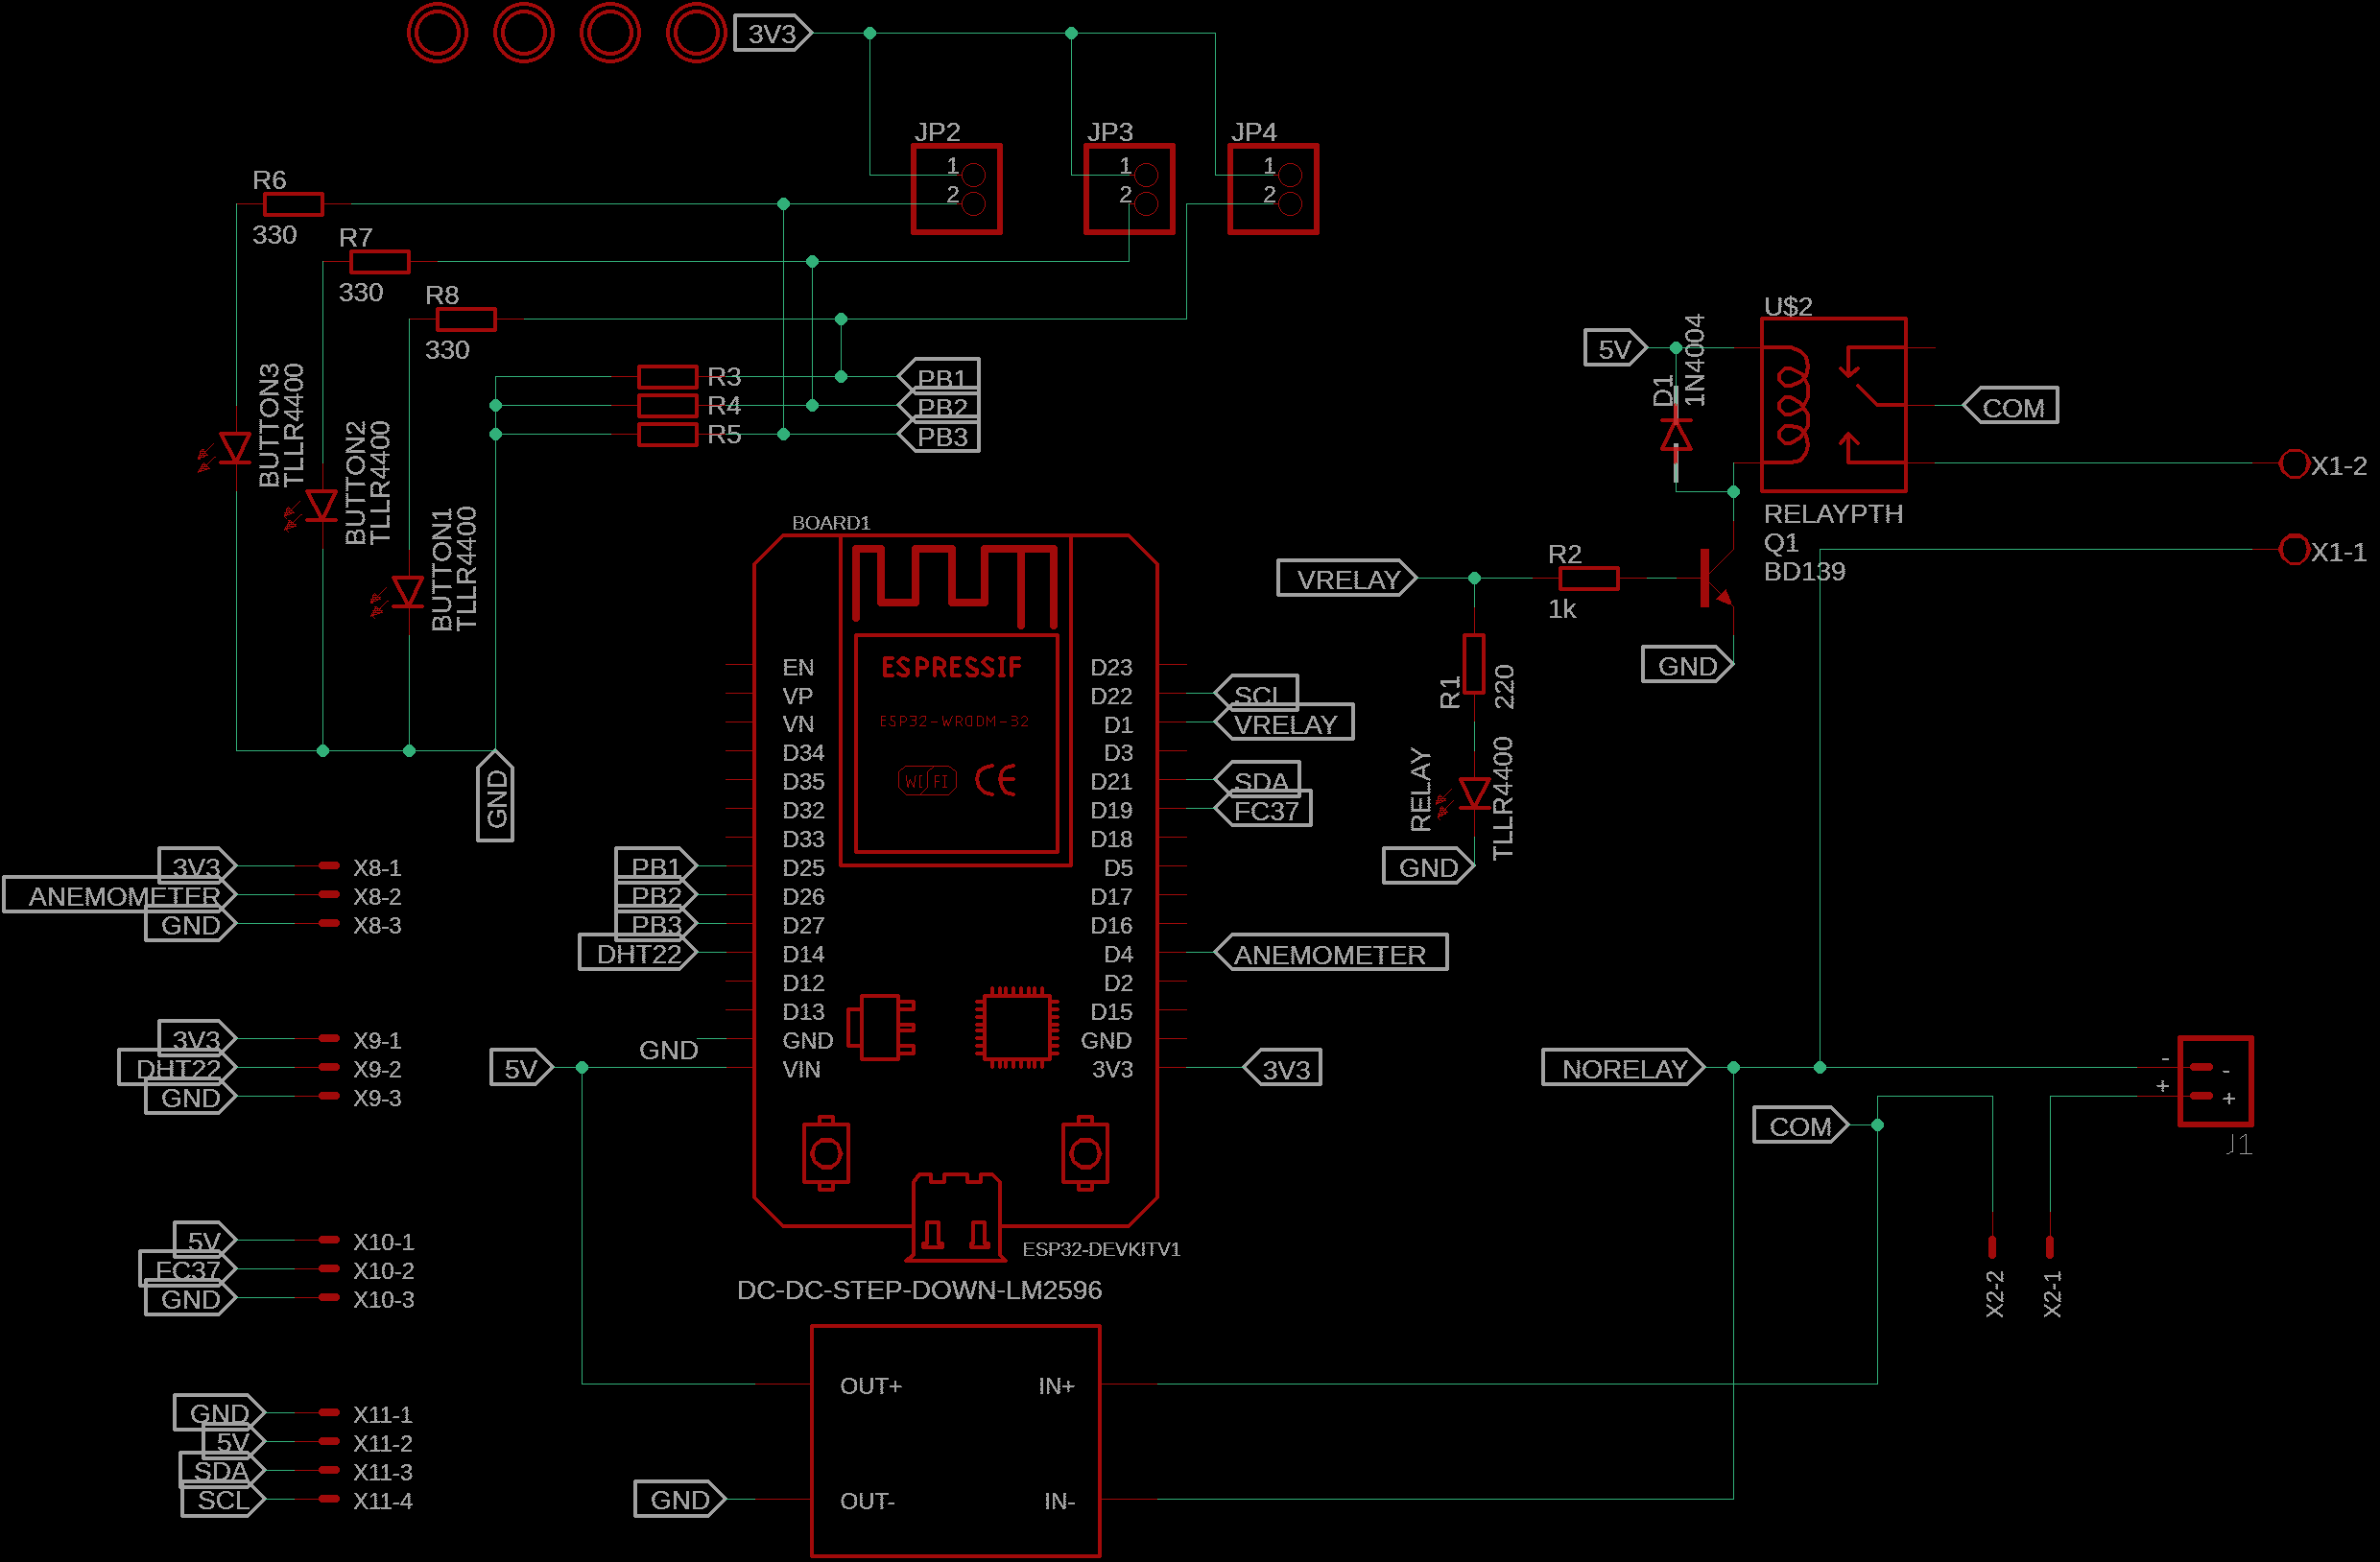 3V3
JP2
1
2
JP3
1
2
JP4
1
2
R6
330
R7
330
R8
330
R3
R4
R5
PB1
PB2
PB3
BUTTON3
TLLR4400
BUTTON2
TLLR4400
BUTTON1
TLLR4400
GND
5V
D1
1N4004
U$2
COM
RELAYPTH
Q1
BD139
X1-2
X1-1
VRELAY
R2
1k
GND
R1
220
RELAY
TLLR4400
GND
BOARD1
ESPRESSIF
ESP32-WROOM-32
WI FI CE
EN
VP
VN
D34
D35
D32
D33
D25
D26
D27
D14
D12
D13
GND
VIN
D23
D22
D1
D3
D21
D19
D18
D5
D17
D16
D4
D2
D15
GND
3V3
SCL
VRELAY
SDA
FC37
ANEMOMETER
3V3
PB1
PB2
PB3
DHT22
GND
5V
ESP32-DEVKITV1
3V3 X8-1
ANEMOMETER X8-2
GND X8-3
3V3 X9-1
DHT22 X9-2
GND X9-3
5V X10-1
FC37 X10-2
GND X10-3
GND X11-1
5V X11-2
SDA X11-3
SCL X11-4
NORELAY
COM
- -
+ +
J1
X2-2
X2-1
DC-DC-STEP-DOWN-LM2596
OUT+ IN+
OUT- IN-
GND